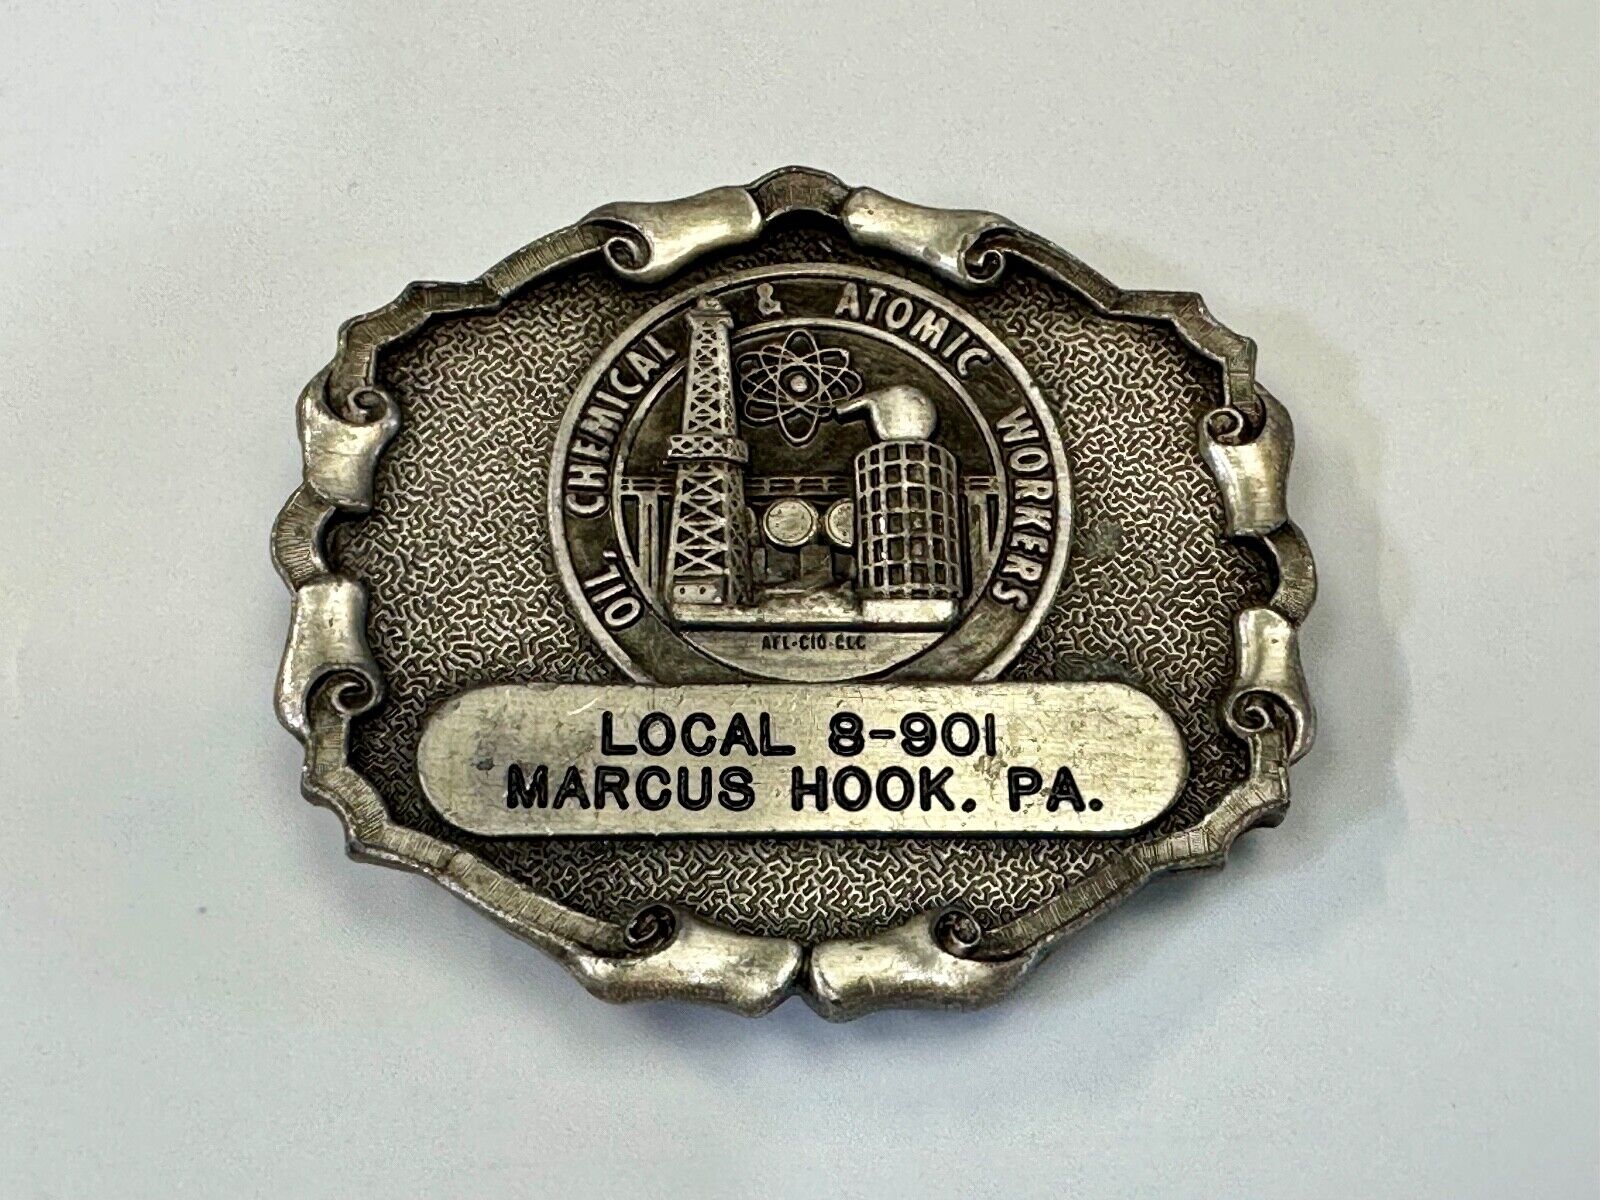 OIL, CHEMICAL & ATOMIC WORKERS
AFL-CIO-CLC
LOCAL 8-901
MARCUS HOOK, PA.